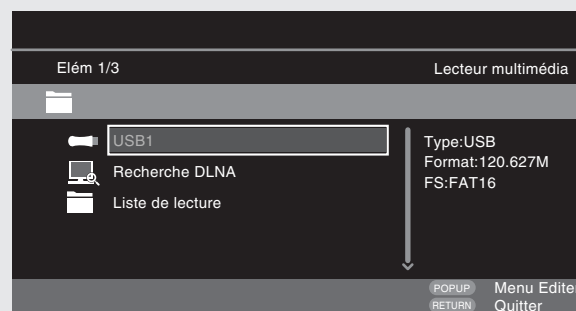 Elém 1/3
Lecteur multimédia
USB1
Recherche DLNA
Liste de lecture
Type:USB
Format:120.627M
FS:FAT16
POPUP Menu Editer
RETURN Quitter